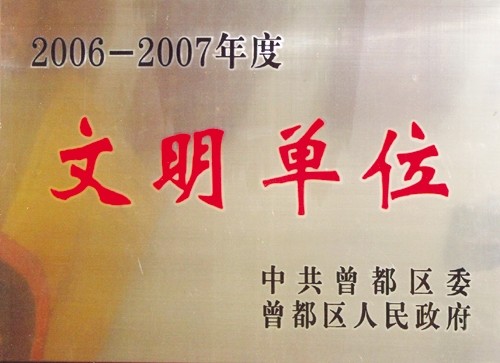 2006-2007年度
文明单位
中共曾都区委
曾都区人民政府